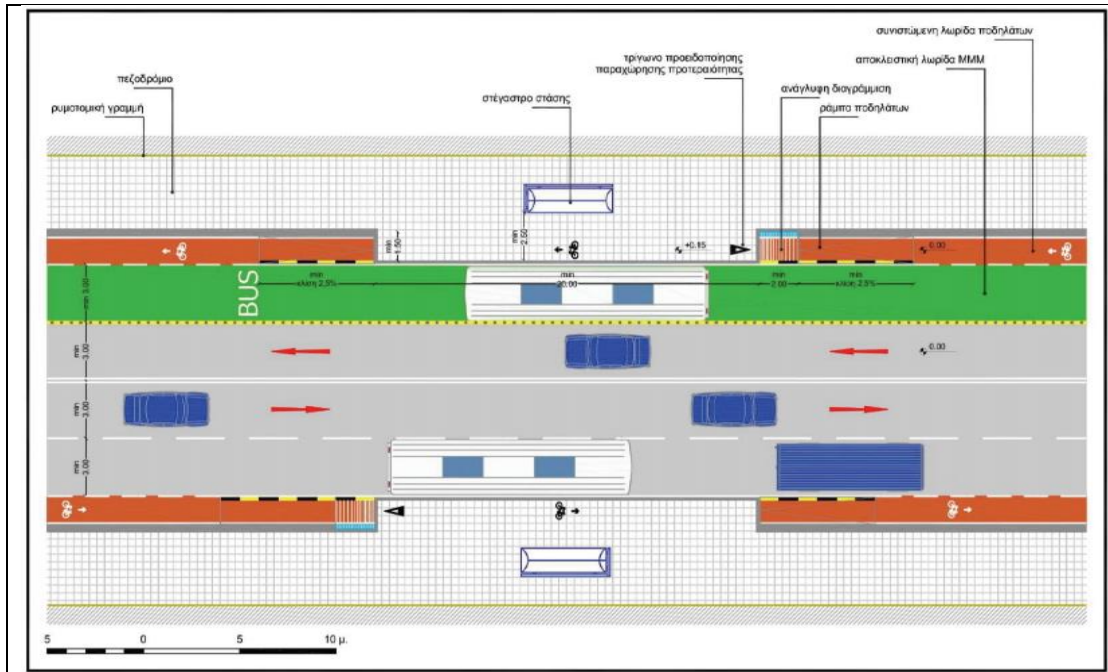 συνιστώμενη λωρίδα ποδηλάτων
τρίγωνο προειδοποίησης
παραχώρησης προτεραιότητας
αποκλειστική λωρίδα ΜΜΜ
πεζοδρόμιο
στέγαστρο στάσης
ανάγλυφη διαγράμμιση
ρυμοτομική γραμμή
ράμπα ποδηλάτων
min
1.50
min
2.50
+0.15
0.00
BUS
min
κλίση 2,5%
min
20.00
min
2.00
min
κλίση 2,5%
min 3.00
min
3.00
0.00
min
3.00
min
3.00
5 0 5 10 μ.